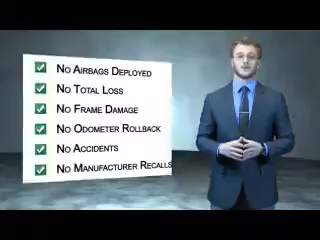 No Airbags Deployed
No Total Loss
No Frame Damage
No Odometer Rollback
No Accidents
No Manufacturer Recalls